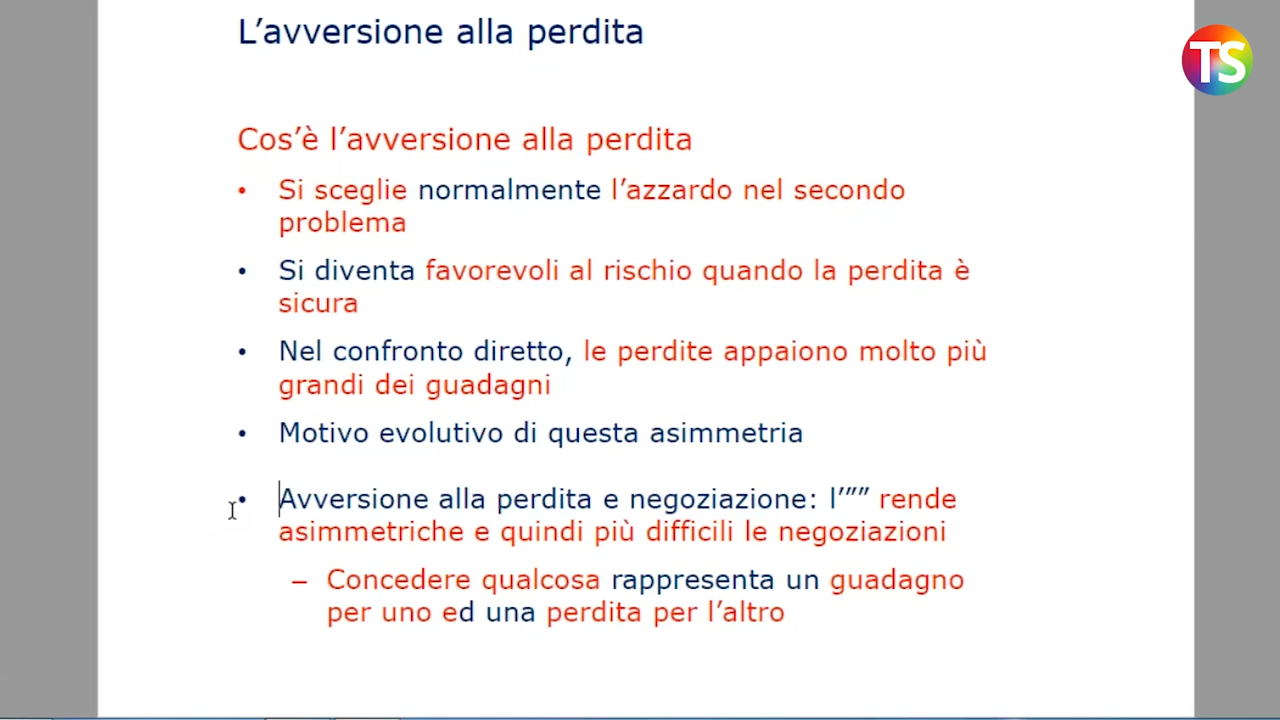 L’avversione alla perdita
TS
Cos’è l’avversione alla perdita
• Si sceglie normalmente l’azzardo nel secondo
problema
• Si diventa favorevoli al rischio quando la perdita è
sicura
• Nel confronto diretto, le perdite appaiono molto più
grandi dei guadagni
• Motivo evolutivo di questa asimmetria
• Avversione alla perdita e negoziazione: l’”” rende
asimmetriche e quindi più difficili le negoziazioni
– Concedere qualcosa rappresenta un guadagno
per uno ed una perdita per l’altro